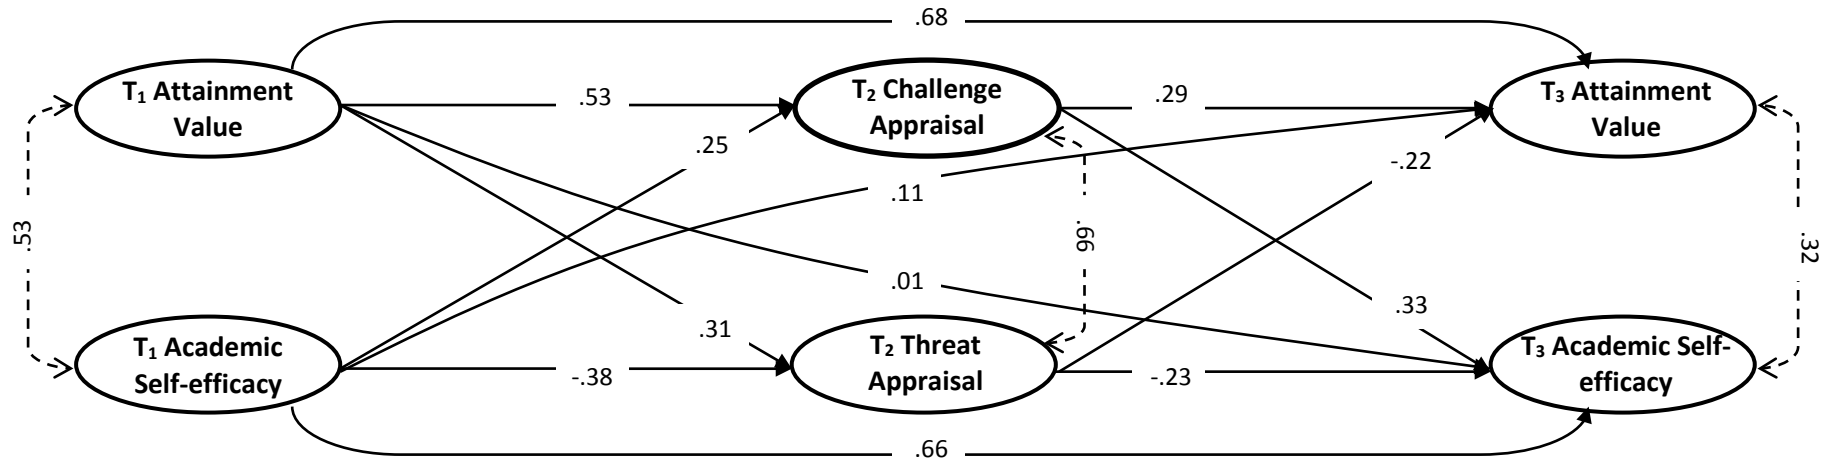 .68
T₁ Attainment
Value
.53
T₂ Challenge
Appraisal
.29
T₃ Attainment
Value
.25
-.22
.11
.53
.66
.32
.01
.31
.33
T₁ Academic
Self-efficacy
-.38
T₂ Threat
Appraisal
-.23
T₃ Academic Self-
efficacy
.66